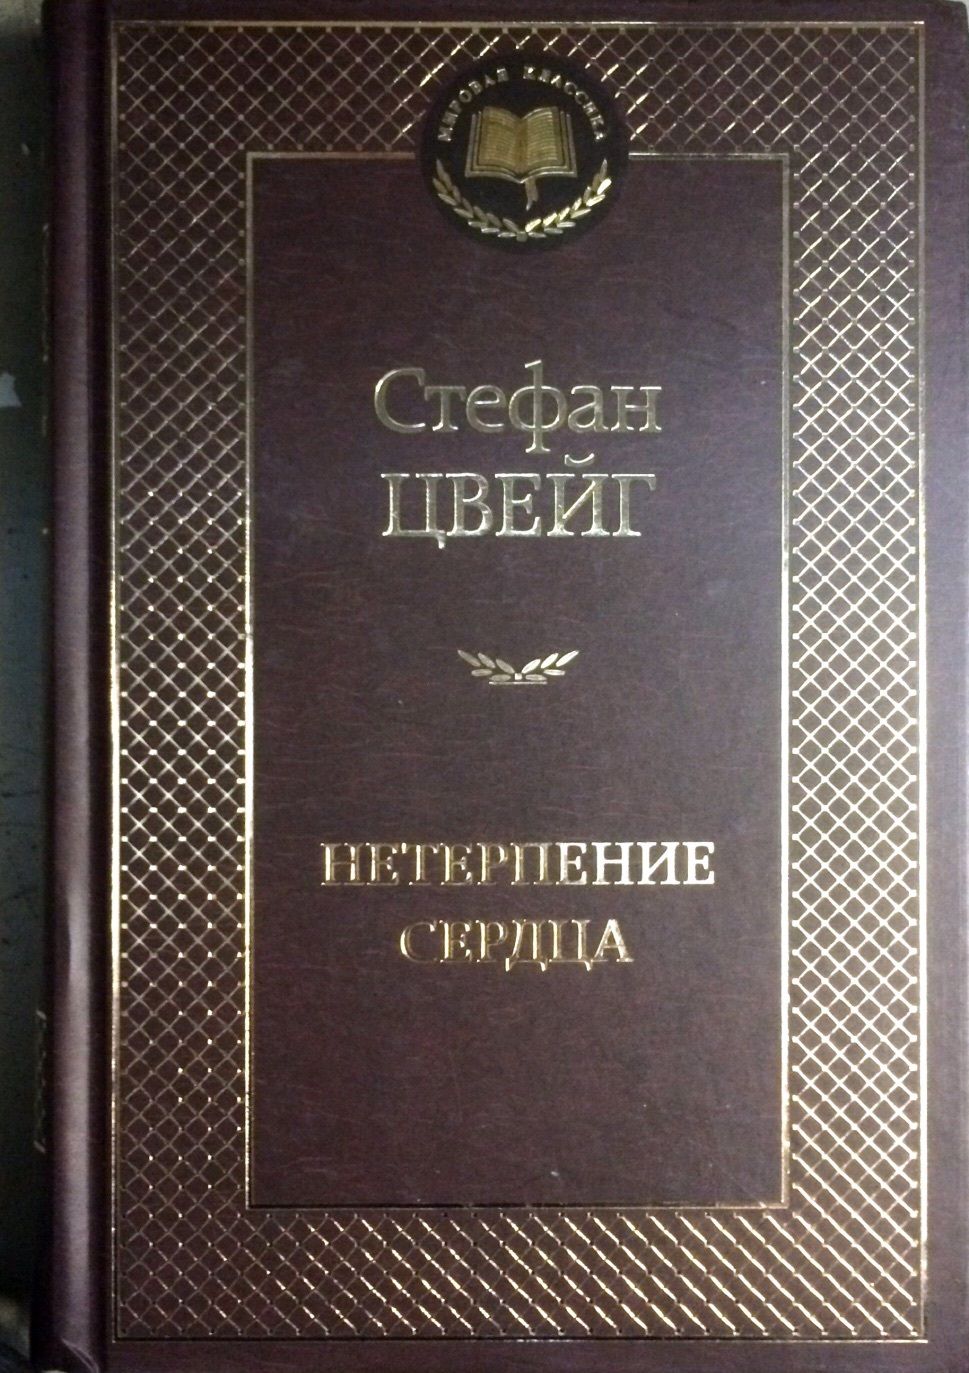 МИРОВАЯ КЛАССИКА
Стефан
ЦВЕЙГ
НЕТЕРПЕНИЕ
СЕРДЦА